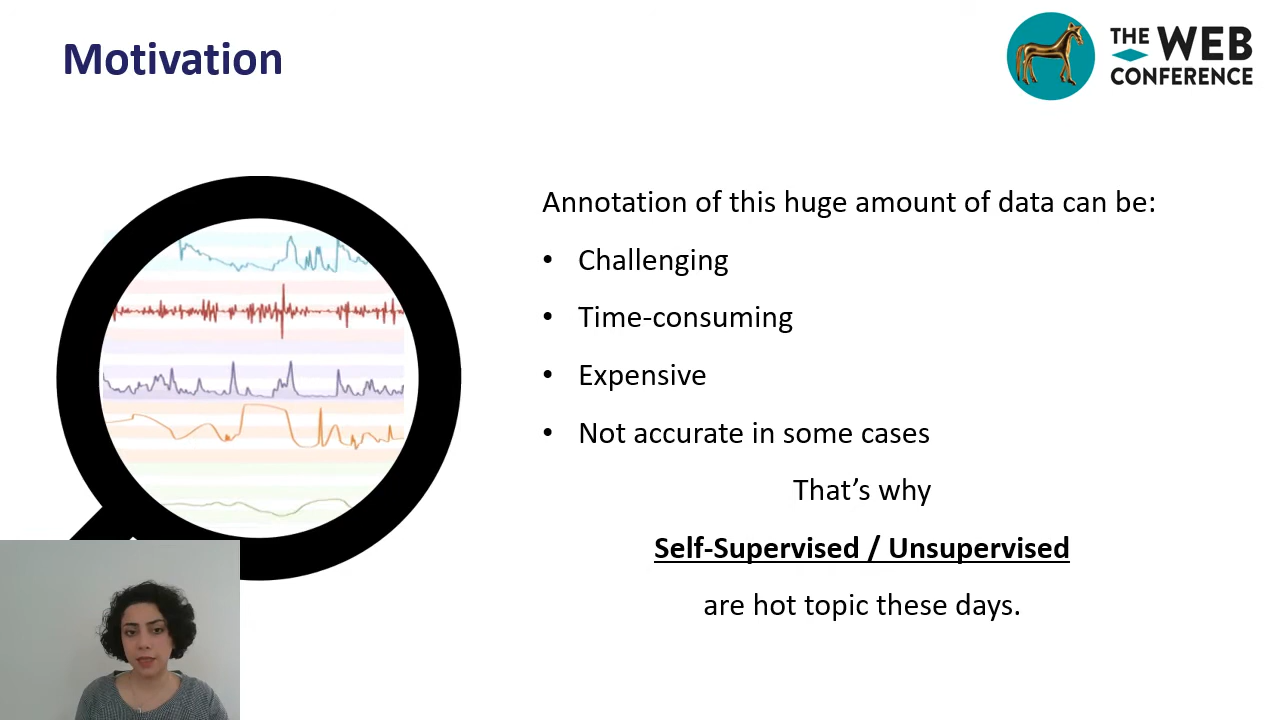 Motivation
THE WEB
CONFERENCE
Annotation of this huge amount of data can be:
• Challenging
• Time-consuming
• Expensive
• Not accurate in some cases
That’s why
Self-Supervised / Unsupervised
are hot topic these days.